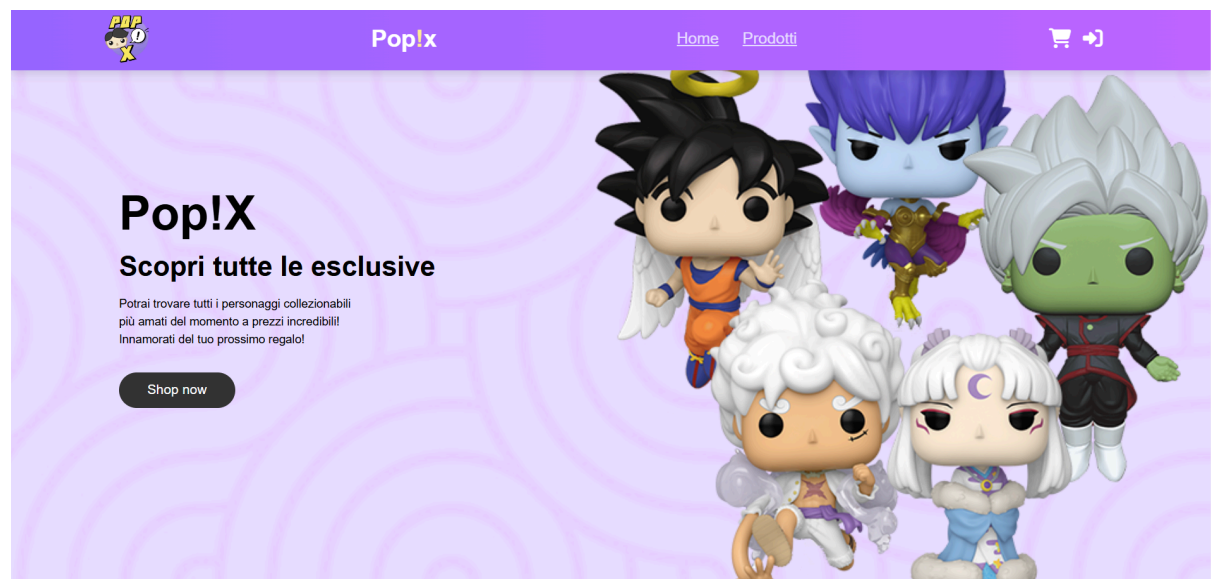 POP
!
X
Pop!x
Home
Prodotti
Pop!X
Scopri tutte le esclusive
Potrai trovare tutti i personaggi collezionabili
più amati del momento a prezzi incredibili!
Innamorati del tuo prossimo regalo!
Shop now